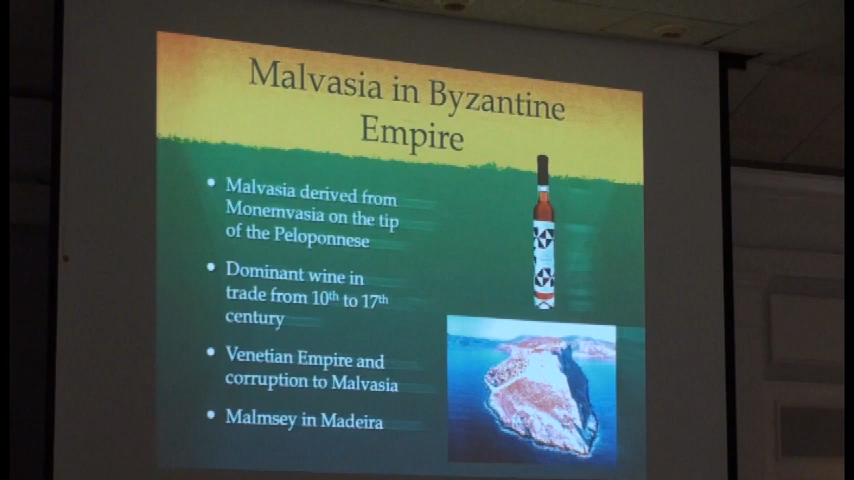 Malvasia in Byzantine
Empire
• Malvasia derived from
Monemvasia on the tip
of the Peloponnese
• Dominant wine in
trade from 10th to 17th
century
• Venetian Empire and
corruption to Malvasia
• Malmsey in Madeira